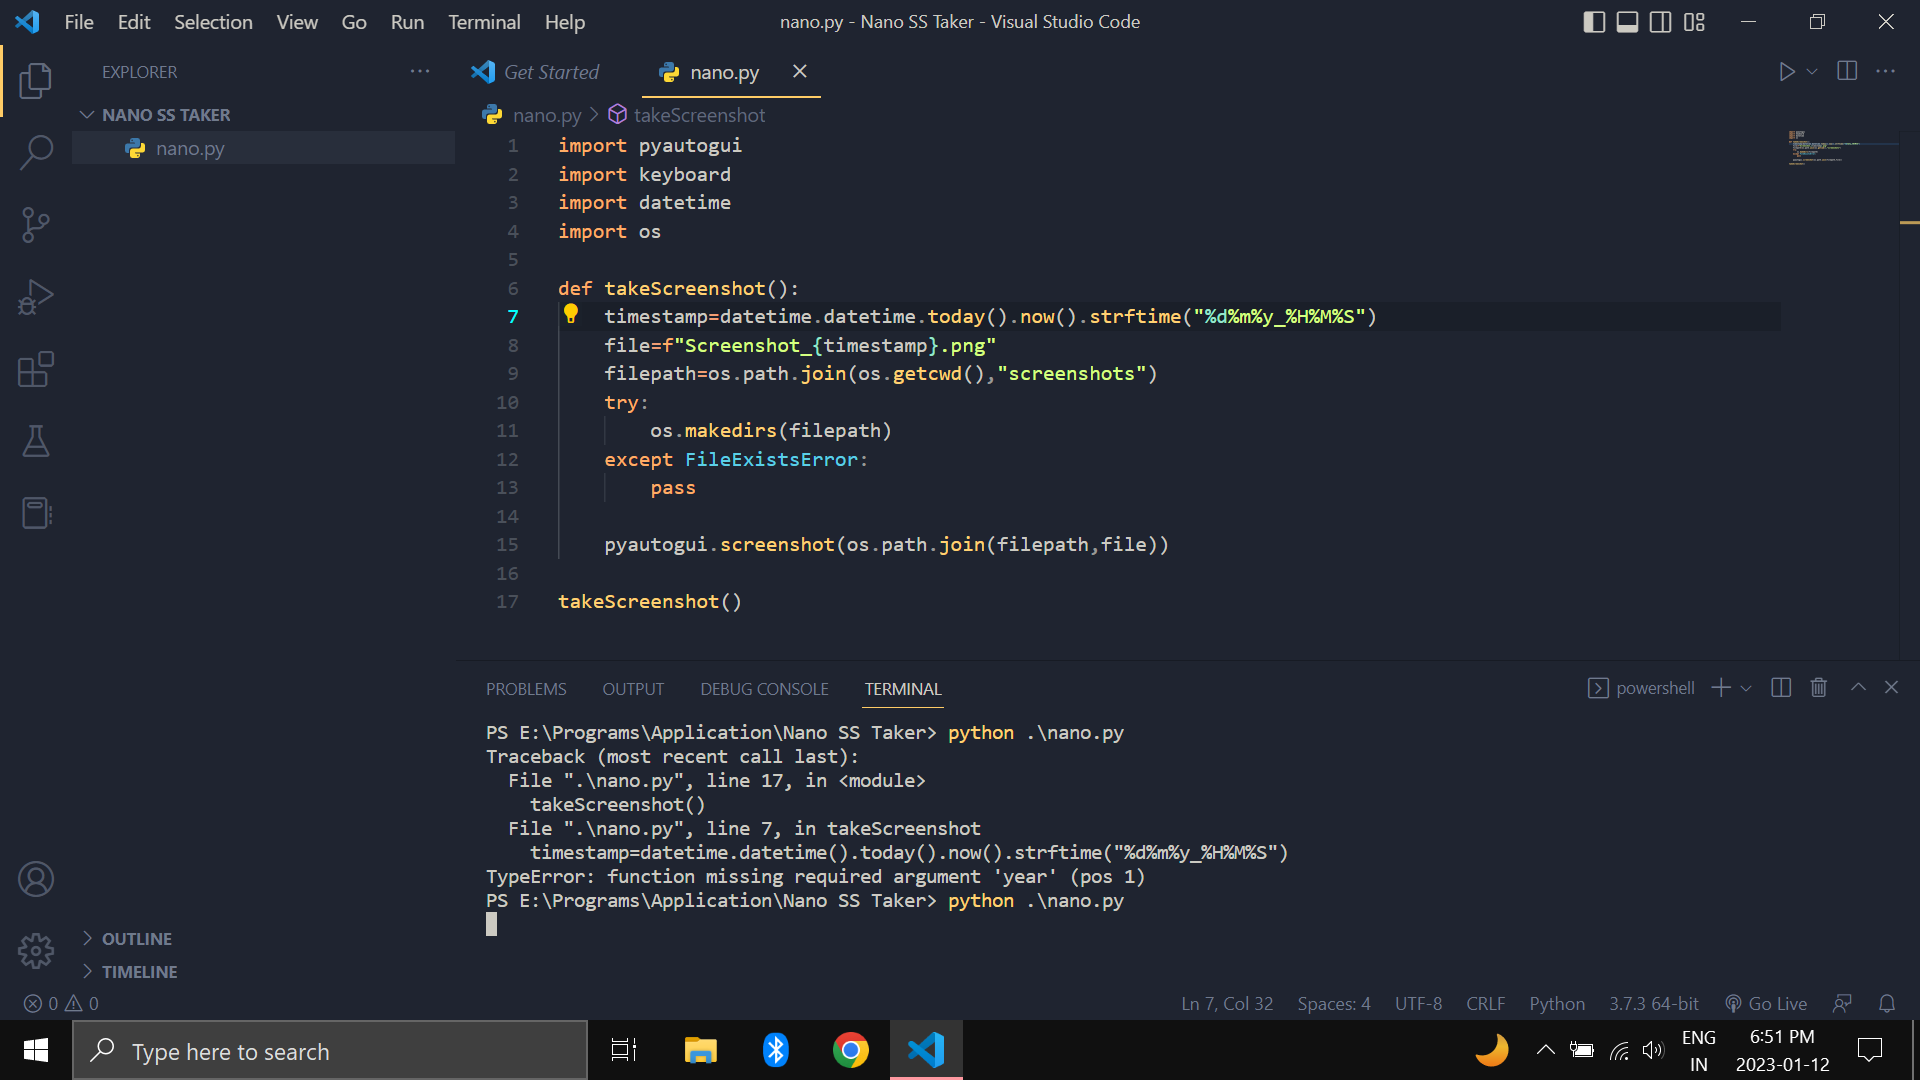 File Edit Selection View Go Run Terminal Help
nano.py - Nano SS Taker - Visual Studio Code
EXPLORER
NANO SS TAKER
nano.py
OUTLINE
TIMELINE
Get Started nano.py
nano.py takeScreenshot
1 import pyautogui
2 import keyboard
3 import datetime
4 import os
5
6 def takeScreenshot():
7 timestamp=datetime.datetime.today().now().strftime("%d%m%y_%H%M%S")
8 file=f"Screenshot_{timestamp}.png"
9 filepath=os.path.join(os.getcwd(),"screenshots")
10 try:
11 os.makedirs(filepath)
12 except FileExistsError:
13 pass
14
15 pyautogui.screenshot(os.path.join(filepath,file))
16
17 takeScreenshot()
PROBLEMS OUTPUT DEBUG CONSOLE TERMINAL
powershell
PS E:\Programs\Application\Nano SS Taker> python .\nano.py
Traceback (most recent call last):
File ".\nano.py", line 17, in <module>
takeScreenshot()
File ".\nano.py", line 7, in takeScreenshot
timestamp=datetime.datetime().today().now().strftime("%d%m%y_%H%M%S")
TypeError: function missing required argument 'year' (pos 1)
PS E:\Programs\Application\Nano SS Taker> python .\nano.py
0 0
Ln 7, Col 32 Spaces: 4 UTF-8 CRLF Python 3.7.3 64-bit Go Live
Type here to search
ENG
IN
6:51 PM
2023-01-12